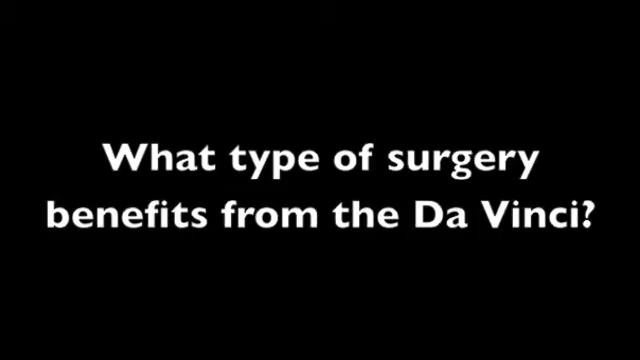 What type of surgery
benefits from the Da Vinci?